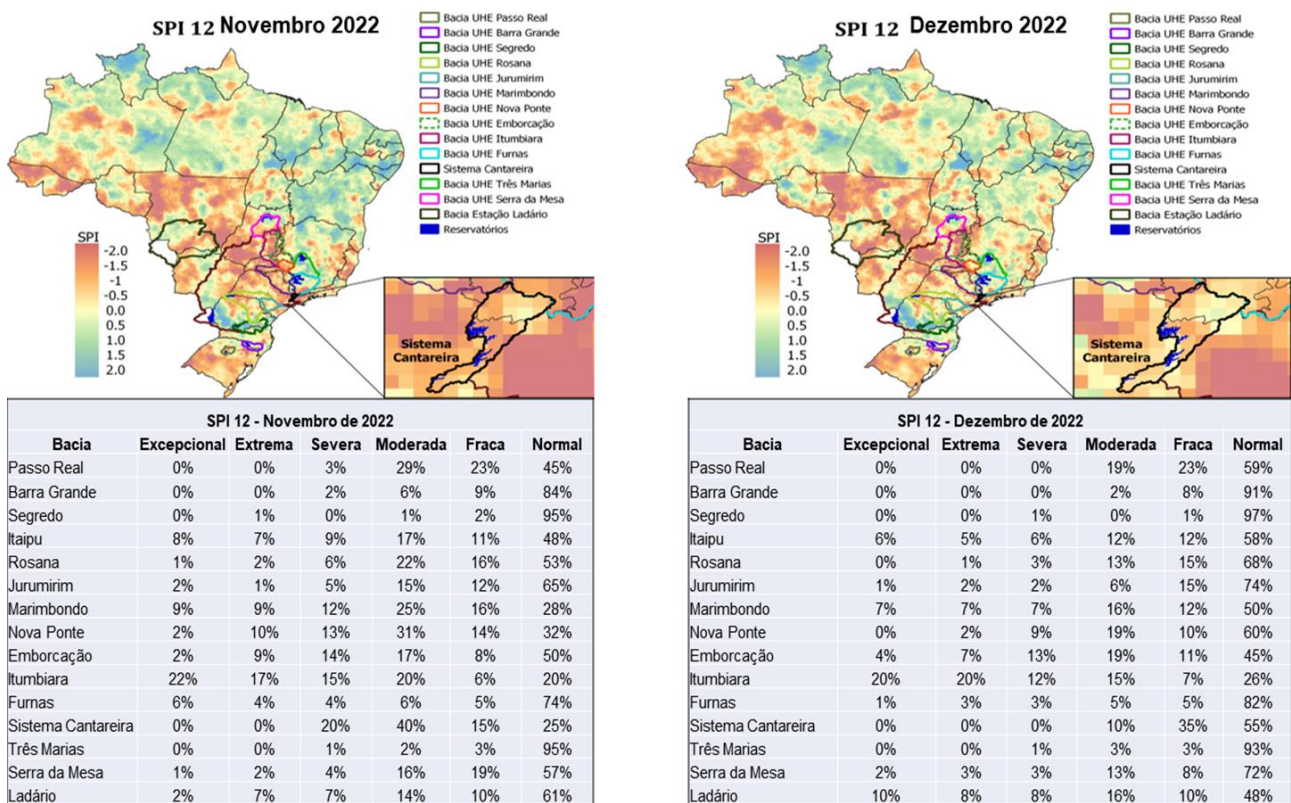 SPI 12 Novembro 2022
Bacia UHE Passo Real
Bacia UHE Barra Grande
Bacia UHE Segredo
Bacia UHE Rosana
Bacia UHE Jurumirim
Bacia UHE Marimbondo
Bacia UHE Nova Ponte
Bacia UHE Emborcação
Bacia UHE Itumbiara
Bacia UHE Furnas
Sistema Cantareira
Bacia UHE Três Marias
Bacia UHE Serra da Mesa
Bacia Estação Ladário
Reservatórios
SPI
-2.0
-1.5
-1
-0.5
0.0
0.5
1.0
1.5
2.0
Sistema
Cantareira
SPI 12 - Novembro de 2022
Bacia Excepcional Extrema Severa Moderada Fraca Normal
Passo Real 0% 0% 3% 29% 23% 45%
Barra Grande 0% 0% 2% 6% 9% 84%
Segredo 0% 1% 0% 1% 2% 95%
Itaipu 8% 7% 9% 17% 11% 48%
Rosana 1% 2% 6% 22% 16% 53%
Jurumirim 2% 1% 5% 15% 12% 65%
Marimbondo 9% 9% 12% 25% 16% 28%
Nova Ponte 2% 10% 13% 31% 14% 32%
Emborcação 2% 9% 14% 17% 8% 50%
Itumbiara 22% 17% 15% 20% 6% 20%
Furnas 6% 4% 4% 6% 5% 74%
Sistema Cantareira 0% 0% 20% 40% 15% 25%
Três Marias 0% 0% 1% 2% 3% 95%
Serra da Mesa 1% 2% 4% 16% 19% 57%
Ladário 2% 7% 7% 14% 10% 61%
SPI 12 Dezembro 2022
Bacia UHE Passo Real
Bacia UHE Barra Grande
Bacia UHE Segredo
Bacia UHE Rosana
Bacia UHE Jurumirim
Bacia UHE Marimbondo
Bacia UHE Nova Ponte
Bacia UHE Emborcação
Bacia UHE Itumbiara
Bacia UHE Furnas
Sistema Cantareira
Bacia UHE Três Marias
Bacia UHE Serra da Mesa
Bacia Estação Ladário
Reservatórios
SPI
-2.0
-1.5
-1
-0.5
0.0
0.5
1.0
1.5
2.0
Sistema
Cantareira
SPI 12 - Dezembro de 2022
Bacia Excepcional Extrema Severa Moderada Fraca Normal
Passo Real 0% 0% 0% 19% 23% 59%
Barra Grande 0% 0% 0% 2% 8% 91%
Segredo 0% 0% 1% 0% 1% 97%
Itaipu 6% 5% 6% 12% 12% 58%
Rosana 0% 1% 3% 13% 15% 68%
Jurumirim 1% 2% 2% 6% 15% 74%
Marimbondo 7% 7% 7% 16% 12% 50%
Nova Ponte 0% 2% 9% 19% 10% 60%
Emborcação 4% 7% 13% 19% 11% 45%
Itumbiara 20% 20% 12% 15% 7% 26%
Furnas 1% 3% 3% 5% 5% 82%
Sistema Cantareira 0% 0% 0% 10% 35% 55%
Três Marias 0% 0% 1% 3% 3% 93%
Serra da Mesa 2% 3% 3% 13% 8% 72%
Ladário 10% 8% 8% 16% 10% 48%